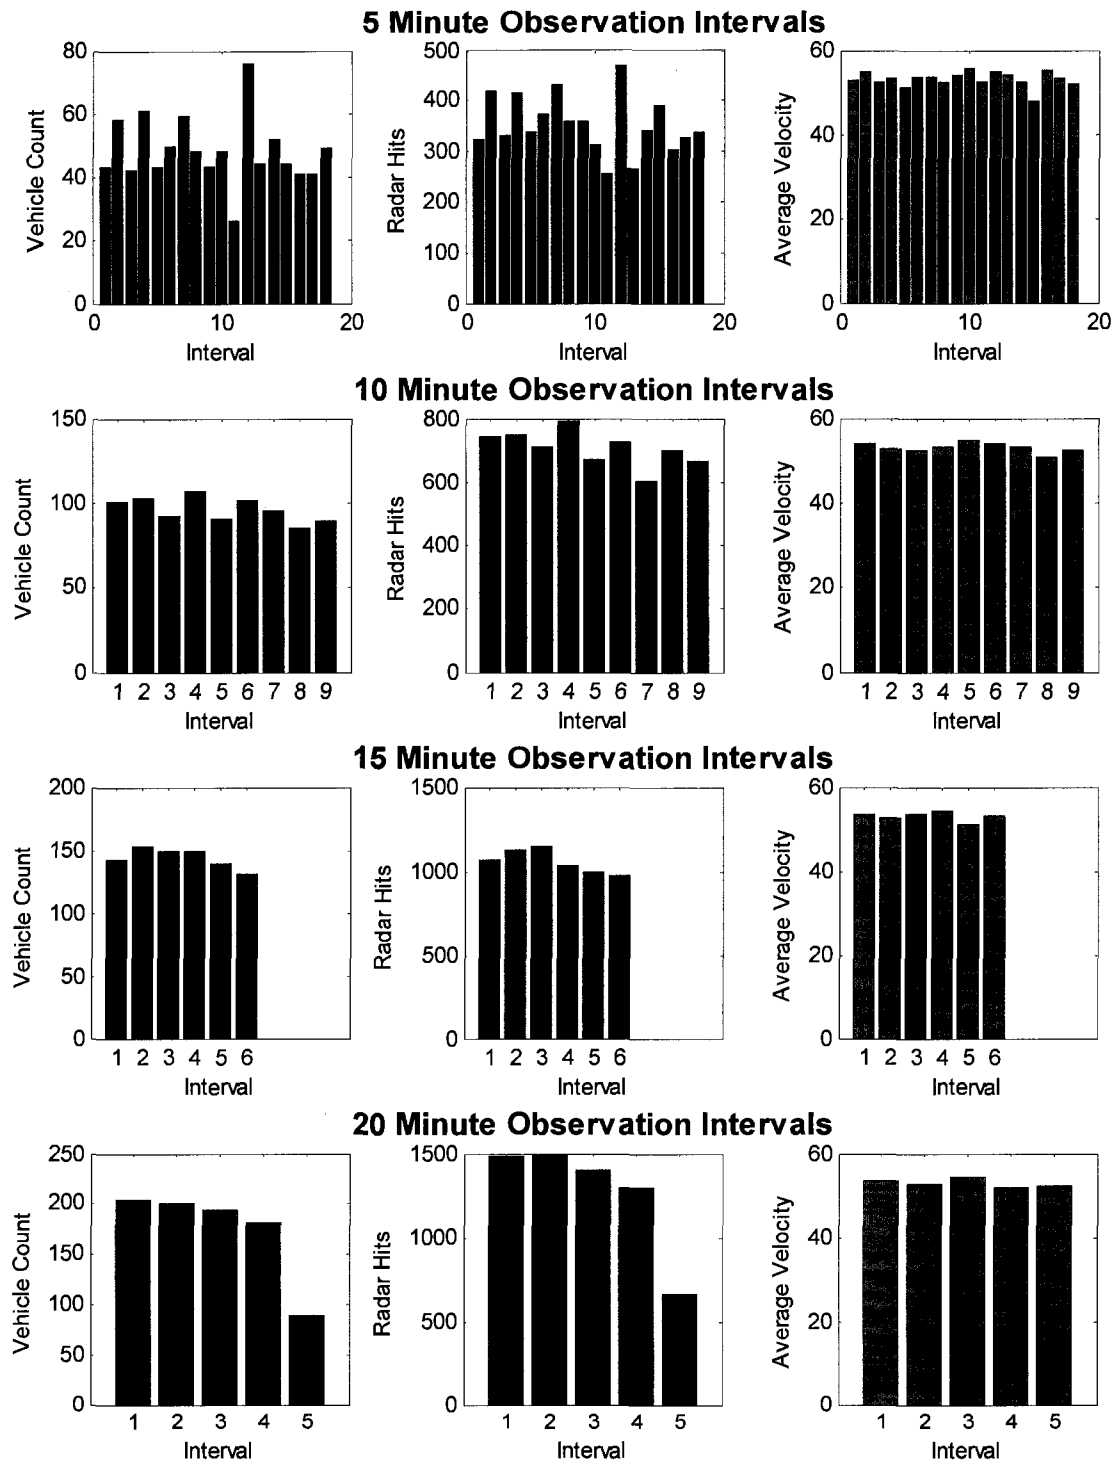 5 Minute Observation Intervals
Vehicle Count
80
60
40
20
0
0 10 20
Interval
Radar Hits
500
400
300
200
100
0
0 10 20
Interval
Average Velocity
60
40
20
0
0 10 20
Interval
10 Minute Observation Intervals
Vehicle Count
150
100
50
0
1 2 3 4 5 6 7 8 9
Interval
Radar Hits
800
600
400
200
0
1 2 3 4 5 6 7 8 9
Interval
Average Velocity
60
40
20
0
1 2 3 4 5 6 7 8 9
Interval
15 Minute Observation Intervals
Vehicle Count
200
150
100
50
0
1 2 3 4 5 6
Interval
Radar Hits
1500
1000
500
0
1 2 3 4 5 6
Interval
Average Velocity
60
40
20
0
1 2 3 4 5 6
Interval
20 Minute Observation Intervals
Vehicle Count
250
200
150
100
50
0
1 2 3 4 5
Interval
Radar Hits
1500
1000
500
0
1 2 3 4 5
Interval
Average Velocity
60
40
20
0
1 2 3 4 5
Interval